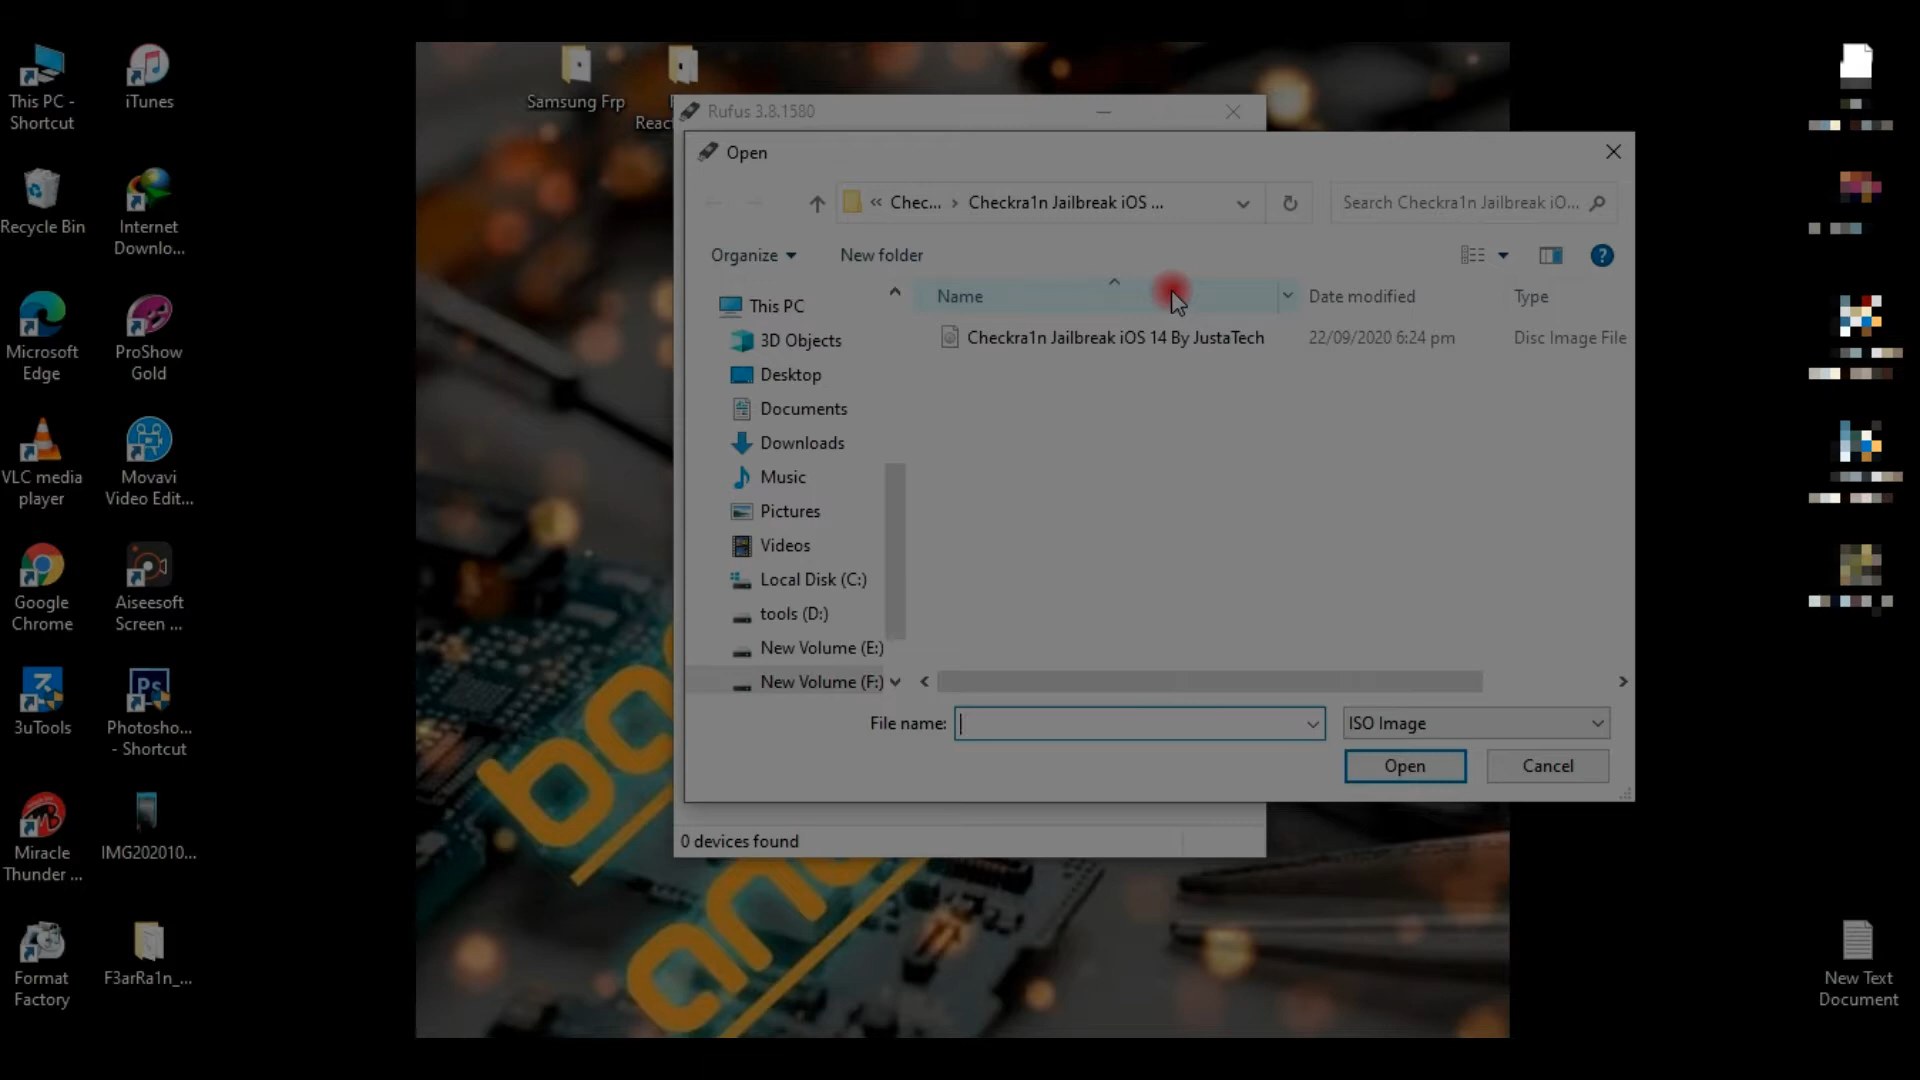 This PC -
Shortcut
iTunes
Recycle Bin
Internet
Downlo...
Microsoft
Edge
ProShow
Gold
VLC media
player
Movavi
Video Edit...
Google
Chrome
Aiseesoft
Screen ...
3uTools
Photosho...
- Shortcut
Miracle
Thunder ...
IMG202010...
Format
Factory
F3arRa1n_...
Samsung Frp
Reac
Rufus 3.8.1580
Open
« Chec... › Checkra1n Jailbreak iOS ...
Search Checkra1n Jailbreak iO...
Organize
New folder
Name
Date modified
Type
Checkra1n Jailbreak iOS 14 By JustaTech
22/09/2020 6:24 pm
Disc Image File
This PC
3D Objects
Desktop
Documents
Downloads
Music
Pictures
Videos
Local Disk (C:)
tools (D:)
New Volume (E:)
New Volume (F:)
File name:
ISO Image
Open
Cancel
0 devices found
New Text
Document